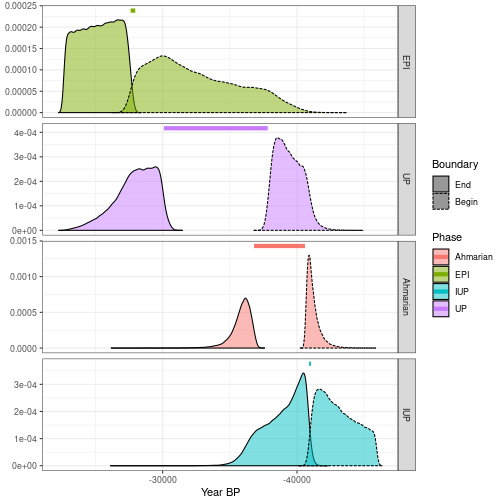 0.00025
0.00020
0.00015
0.00010
0.00005
0.00000
EPI
4e-04
3e-04
2e-04
1e-04
0e+00
UP
0.0015
0.0010
0.0005
0.0000
Ahmarian
3e-04
2e-04
1e-04
0e+00
IUP
-30000
-40000
Year BP
Boundary
End
Begin
Phase
Ahmarian
EPI
IUP
UP